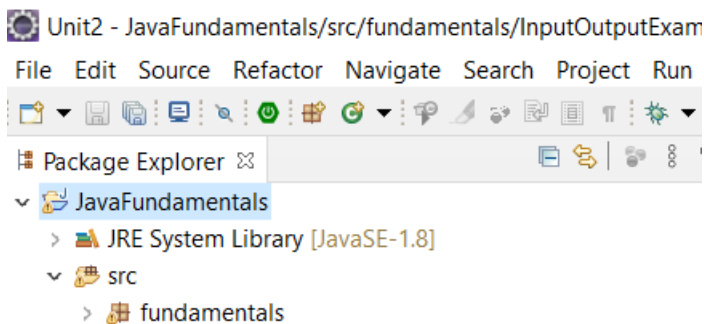 Unit2 - JavaFundamentals/src/fundamentals/InputOutputExam
File Edit Source Refactor Navigate Search Project Run
Package Explorer
JavaFundamentals
JRE System Library [JavaSE-1.8]
src
fundamentals